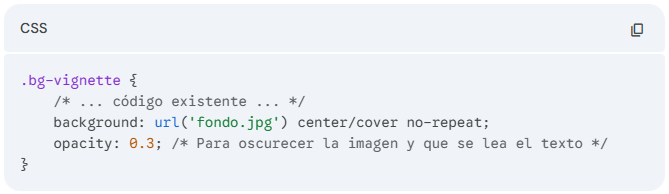 CSS
.bg-vignette {
    /* ... código existente ... */
    background: url('fondo.jpg') center/cover no-repeat;
    opacity: 0.3; /* Para oscurecer la imagen y que se lea el texto */
}